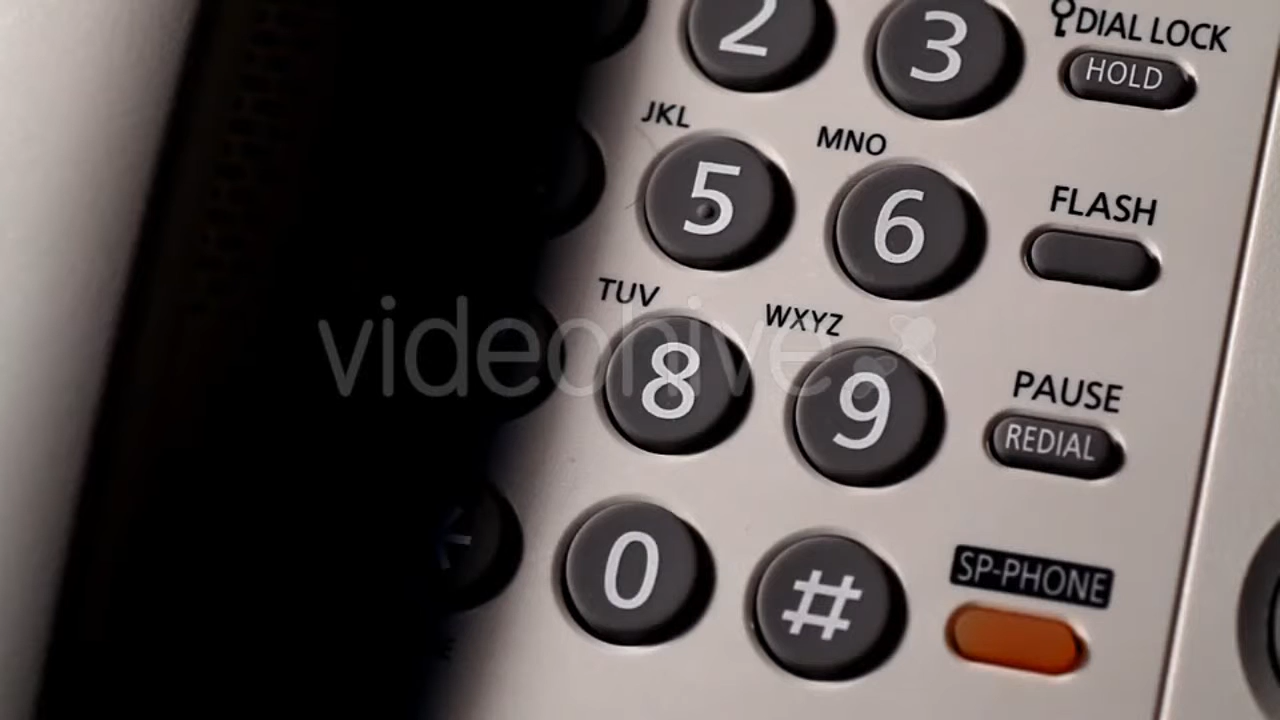 2 3 DIAL LOCK
HOLD
JKL MNO
5 6 FLASH
TUV WXYZ
videohive
8 9 PAUSE
REDIAL
0 # SP-PHONE